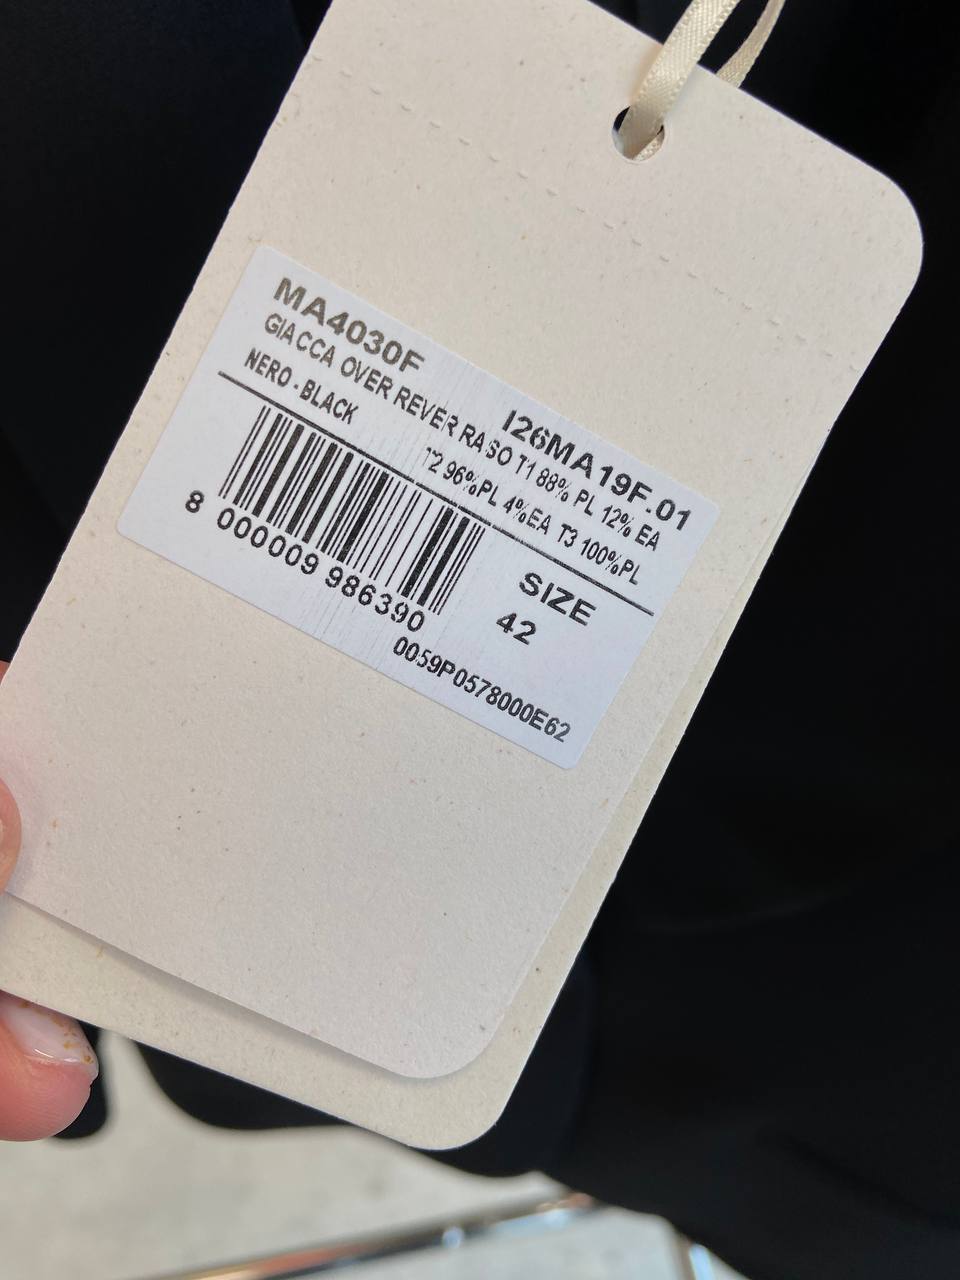 MA4030F
I26MA19F.01
GIACCA OVER REVER RASO T1 88% PL 12% EA
NERO - BLACK
T2 96%PL 4%EA T3 100%PL
SIZE
42
8 000009 986390
0059P0578000E62